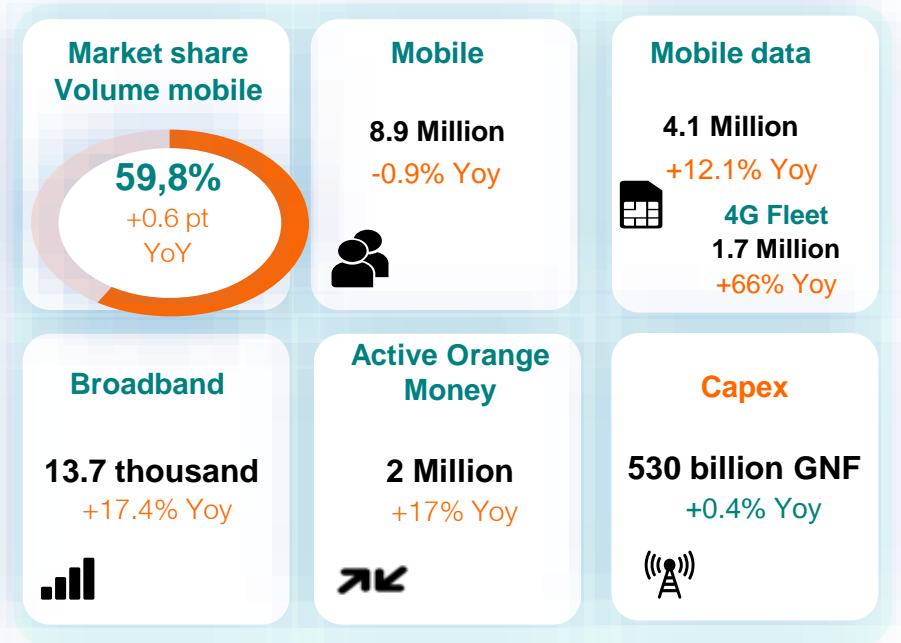 Market share
Volume mobile
59,8%
+0.6 pt
YoY
Mobile
8.9 Million
-0.9% Yoy
Mobile data
4.1 Million
+12.1% Yoy
4G Fleet
1.7 Million
+66% Yoy
Broadband
13.7 thousand
+17.4% Yoy
Active Orange
Money
2 Million
+17% Yoy
Capex
530 billion GNF
+0.4% Yoy